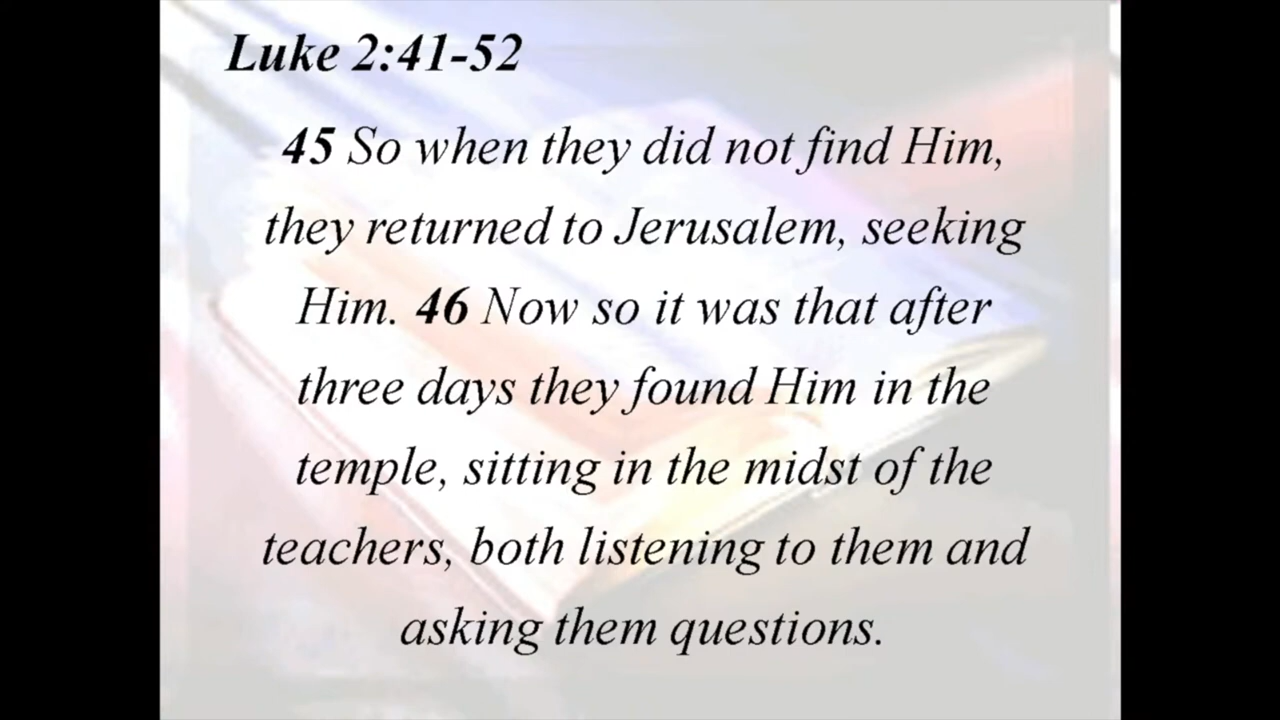 Luke 2:41-52
45 So when they did not find Him,
they returned to Jerusalem, seeking
Him. 46 Now so it was that after
three days they found Him in the
temple, sitting in the midst of the
teachers, both listening to them and
asking them questions.